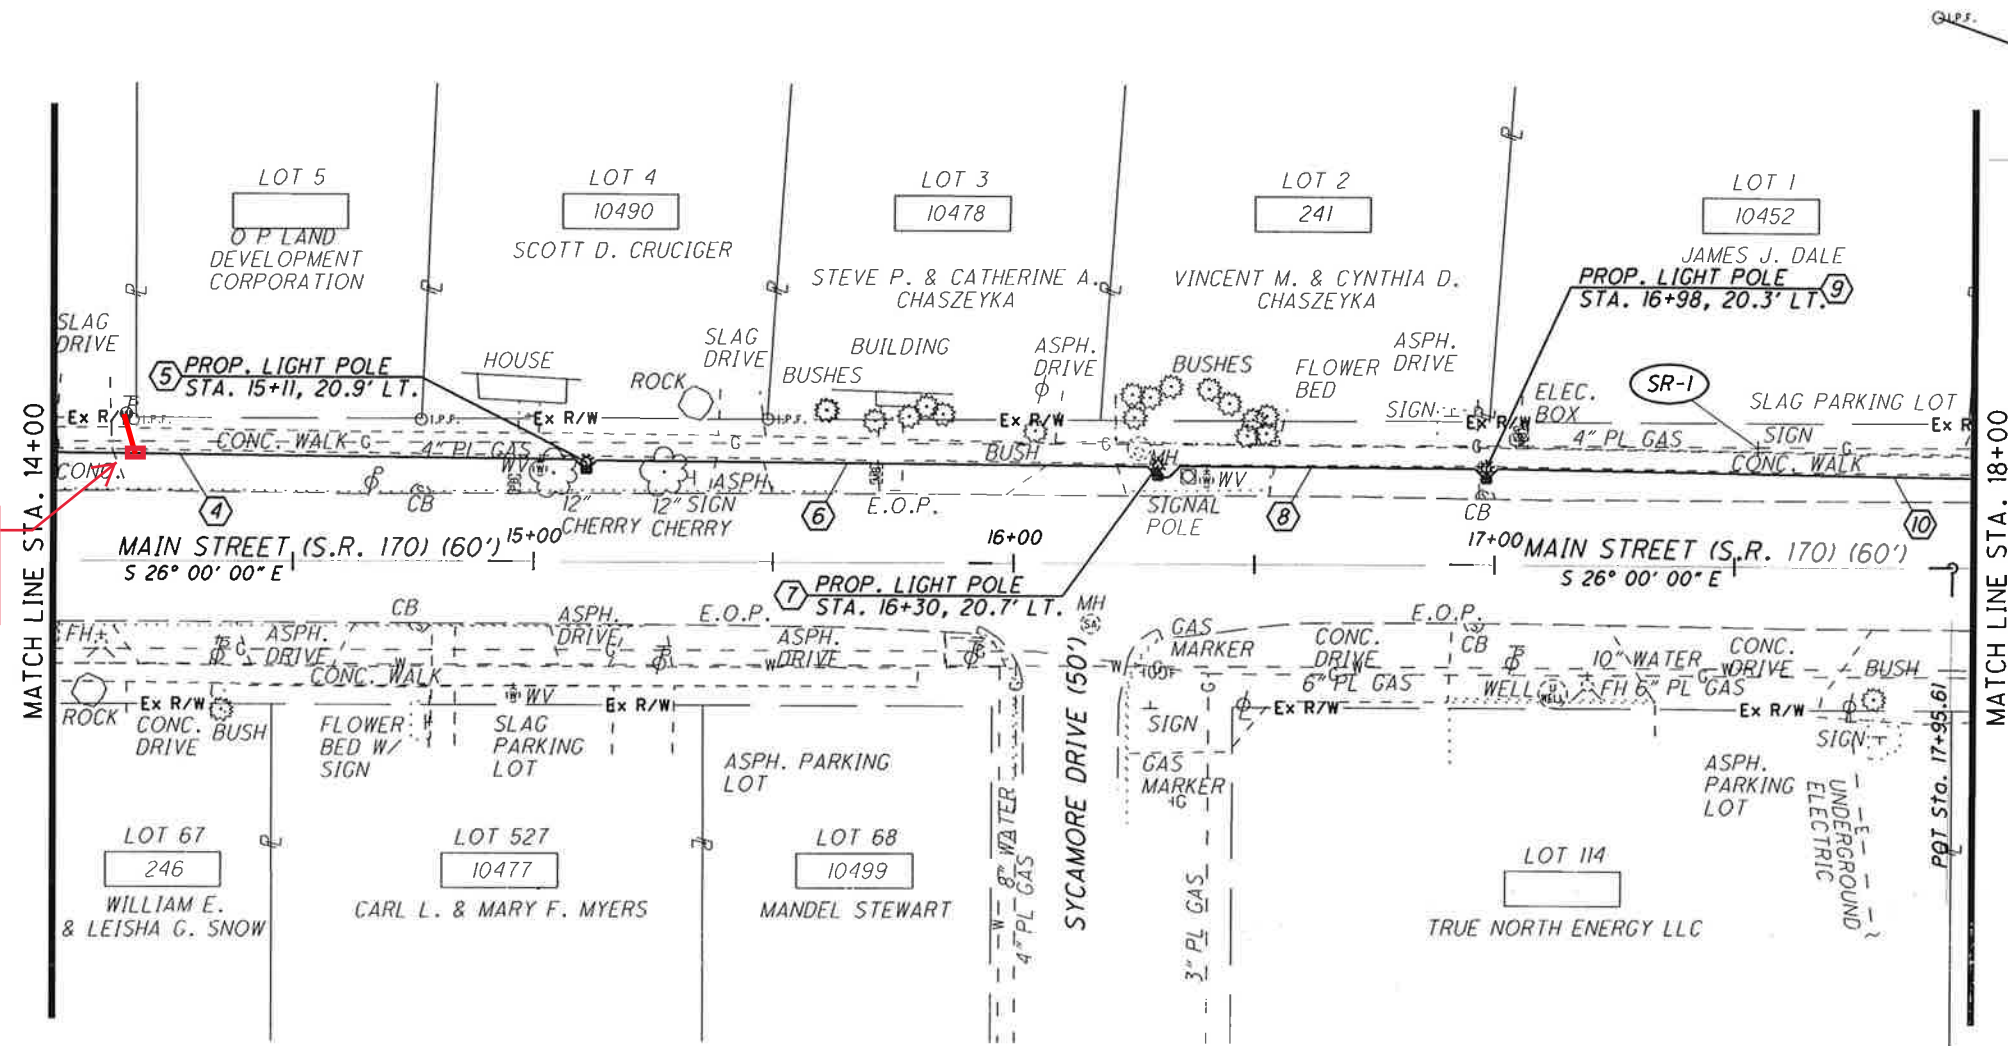 I.P.F.
LOT 5
O P LAND
DEVELOPMENT
CORPORATION
LOT 4
10490
SCOTT D. CRUCIGER
LOT 3
10478
STEVE P. & CATHERINE A.
CHASZEYKA
LOT 2
241
VINCENT M. & CYNTHIA D.
CHASZEYKA
LOT 1
10452
JAMES J. DALE
PROP. LIGHT POLE
STA. 16+98, 20.3' LT.
9
SLAG
DRIVE
5
PROP. LIGHT POLE
STA. 15+11, 20.9' LT.
HOUSE
ROCK
SLAG
DRIVE
BUSHES
BUILDING
ASPH.
DRIVE
BUSHES
FLOWER
BED
ASPH.
DRIVE
SIGN
ELEC.
BOX
SR-1
SLAG PARKING LOT
SIGN
Ex R/W
I.P.F.
I.P.F.
Ex R/W
I.P.F.
Ex R/W
Ex R/W
Ex R
CONC. WALK
G
4" PL GAS
G
BUSH
G
G
4" PL GAS
G
CONC. WALK
CONC.
WV
MH
WV
4
CB
12"
CHERRY
12"
CHERRY
SIGN
ASPH.
6
E.O.P.
SIGNAL
POLE
8
CB
10
MATCH LINE STA. 14+00
MATCH LINE STA. 18+00
MAIN STREET (S.R. 170) (60')
S 26° 00' 00" E
15+00
16+00
17+00
MAIN STREET (S.R. 170) (60')
S 26° 00' 00" E
7
PROP. LIGHT POLE
STA. 16+30, 20.7' LT.
MH
SA
FH
G
ASPH.
DRIVE
CB
ASPH.
DRIVE
G
E.O.P.
ASPH.
DRIVE
W
W
CONC. WALK
WV
GAS
MARKER
W
G
CONC.
DRIVE
G
W
E.O.P.
CB
10" WATER
G
W
CONC.
DRIVE
BUSH
6" PL GAS
WELL
WELL
FH
6" PL GAS
ROCK
Ex R/W
CONC.
DRIVE
BUSH
FLOWER
BED W/
SIGN
SLAG
PARKING
LOT
Ex R/W
ASPH. PARKING
LOT
SIGN
GAS
MARKER
G
Ex R/W
Ex R/W
SIGN
ASPH.
PARKING
LOT
UNDERGROUND
ELECTRIC
E
POT Sta. 17+95.61
SYCAMORE DRIVE (50')
W
8" WATER
W
4" PL GAS
G
3" PL GAS
G
LOT 67
246
WILLIAM E.
& LEISHA G. SNOW
LOT 527
10477
CARL L. & MARY F. MYERS
LOT 68
10499
MANDEL STEWART
LOT 114
TRUE NORTH ENERGY LLC